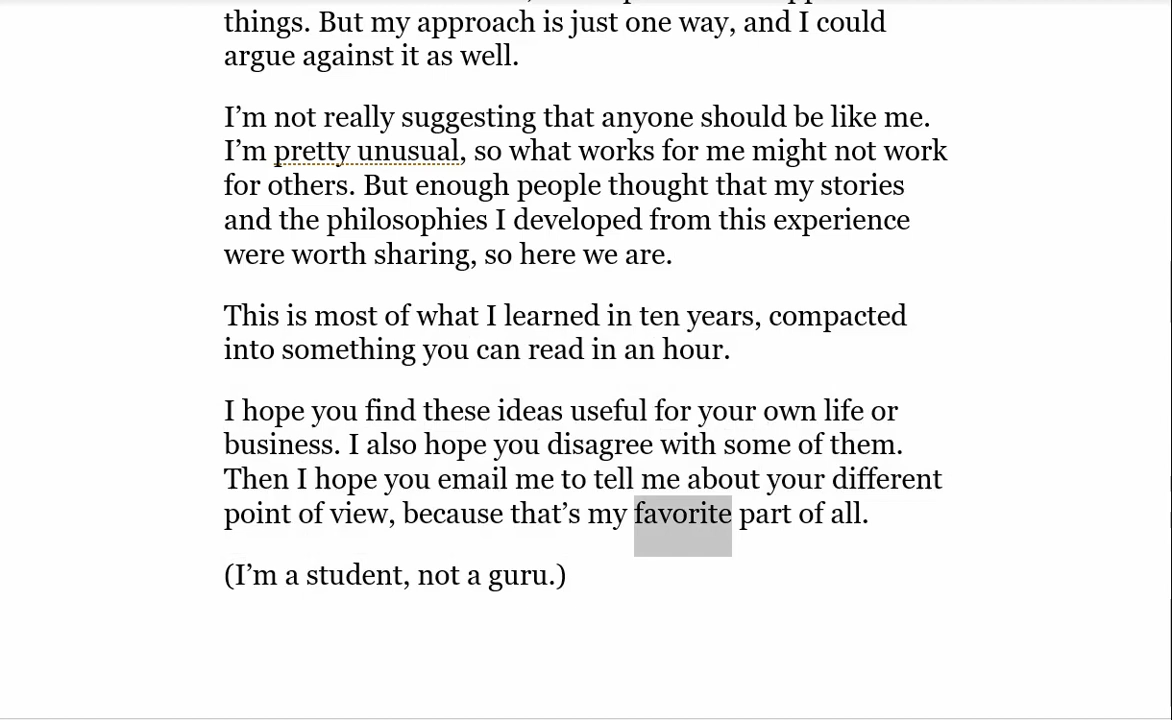 things. But my approach is just one way, and I could
argue against it as well.
I’m not really suggesting that anyone should be like me.
I’m pretty unusual, so what works for me might not work
for others. But enough people thought that my stories
and the philosophies I developed from this experience
were worth sharing, so here we are.
This is most of what I learned in ten years, compacted
into something you can read in an hour.
I hope you find these ideas useful for your own life or
business. I also hope you disagree with some of them.
Then I hope you email me to tell me about your different
point of view, because that’s my favorite part of all.
(I’m a student, not a guru.)